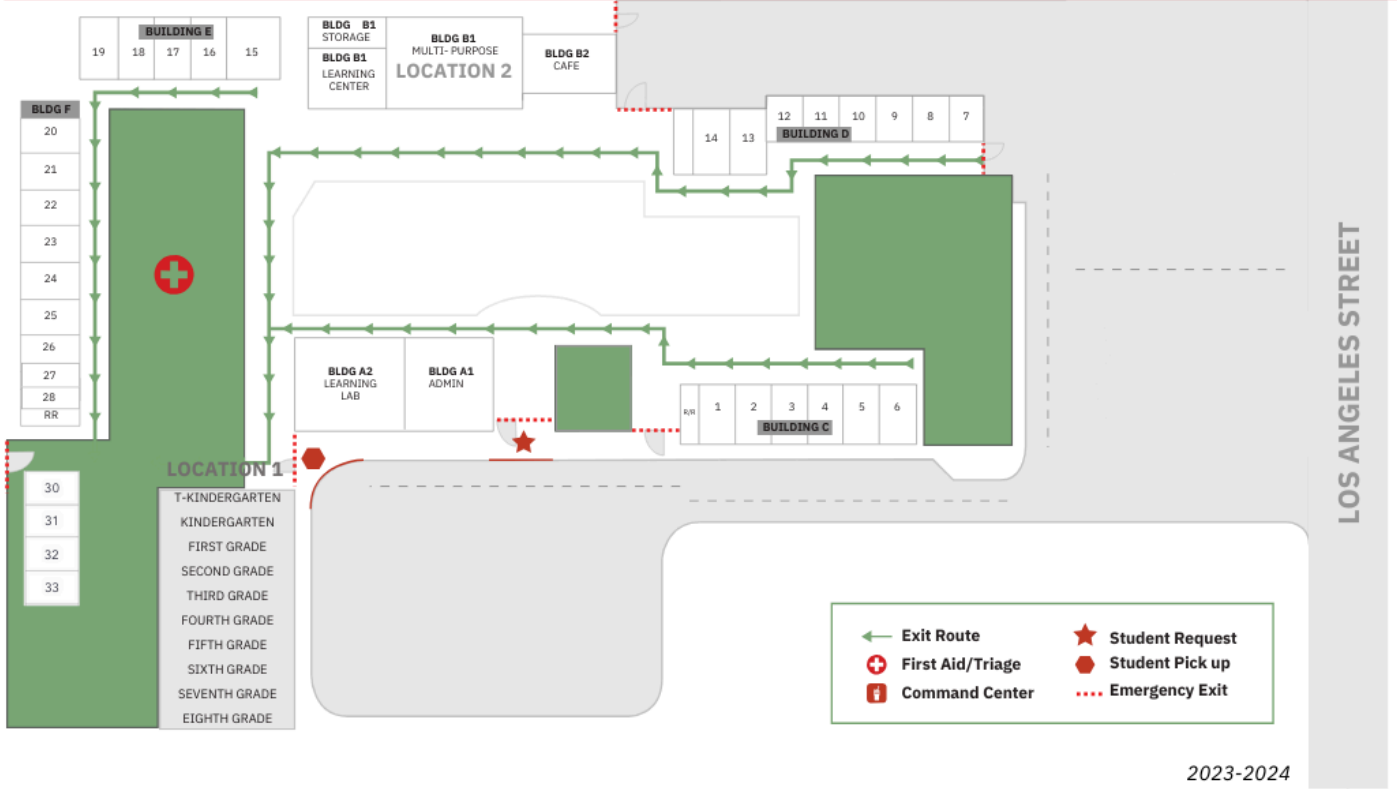 BUILDING E
19 18 17 16 15
BLDG B1
STORAGE
BLDG B1
LEARNING
CENTER
BLDG B1
MULTI-PURPOSE
LOCATION 2
BLDG B2
CAFE
BLDG F
20
21
22
23
24
25
26
27
28
RR
14 13
12 11 10 9 8 7
BUILDING D
BLDG A2
LEARNING
LAB
BLDG A1
ADMIN
R/R 1 2 3 4 5 6
BUILDING C
LOS ANGELES STREET
30
31
32
33
LOCATION 1
T-KINDERGARTEN
KINDERGARTEN
FIRST GRADE
SECOND GRADE
THIRD GRADE
FOURTH GRADE
FIFTH GRADE
SIXTH GRADE
SEVENTH GRADE
EIGHTH GRADE
Exit Route
First Aid/Triage
Command Center
Student Request
Student Pick up
Emergency Exit
2023-2024